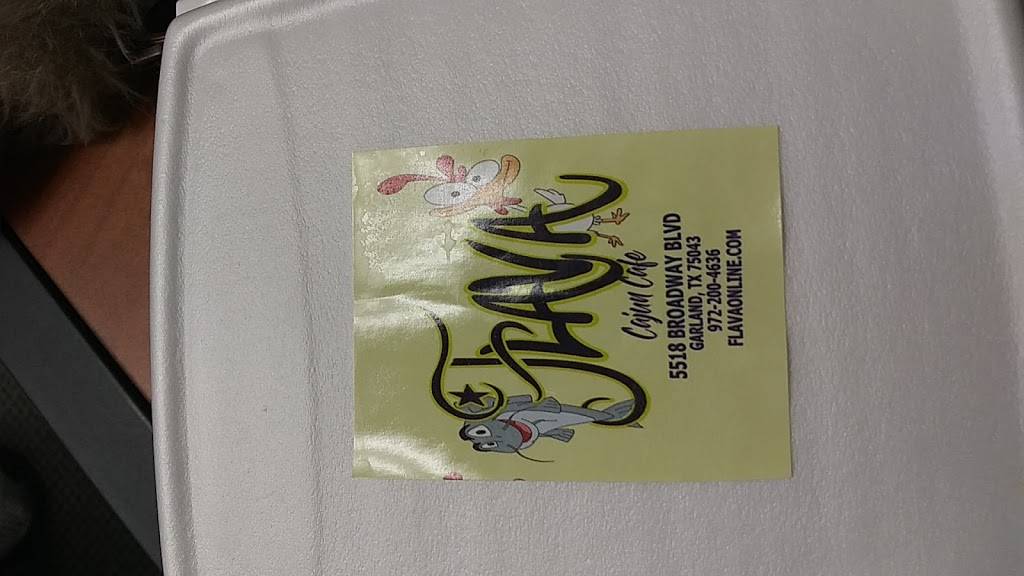 FLAVA
Cajun Cafe
5518 BROADWAY BLVD
GARLAND, TX 75043
972-200-4636
FLAVAONLINE.COM